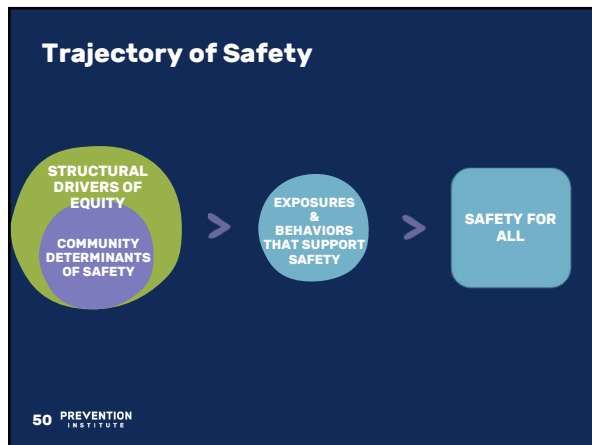 Trajectory of Safety
STRUCTURAL
DRIVERS OF
EQUITY
COMMUNITY
DETERMINANTS
OF SAFETY
EXPOSURES
&
BEHAVIORS
THAT SUPPORT
SAFETY
SAFETY FOR
ALL
50 PREVENTION
INSTITUTE